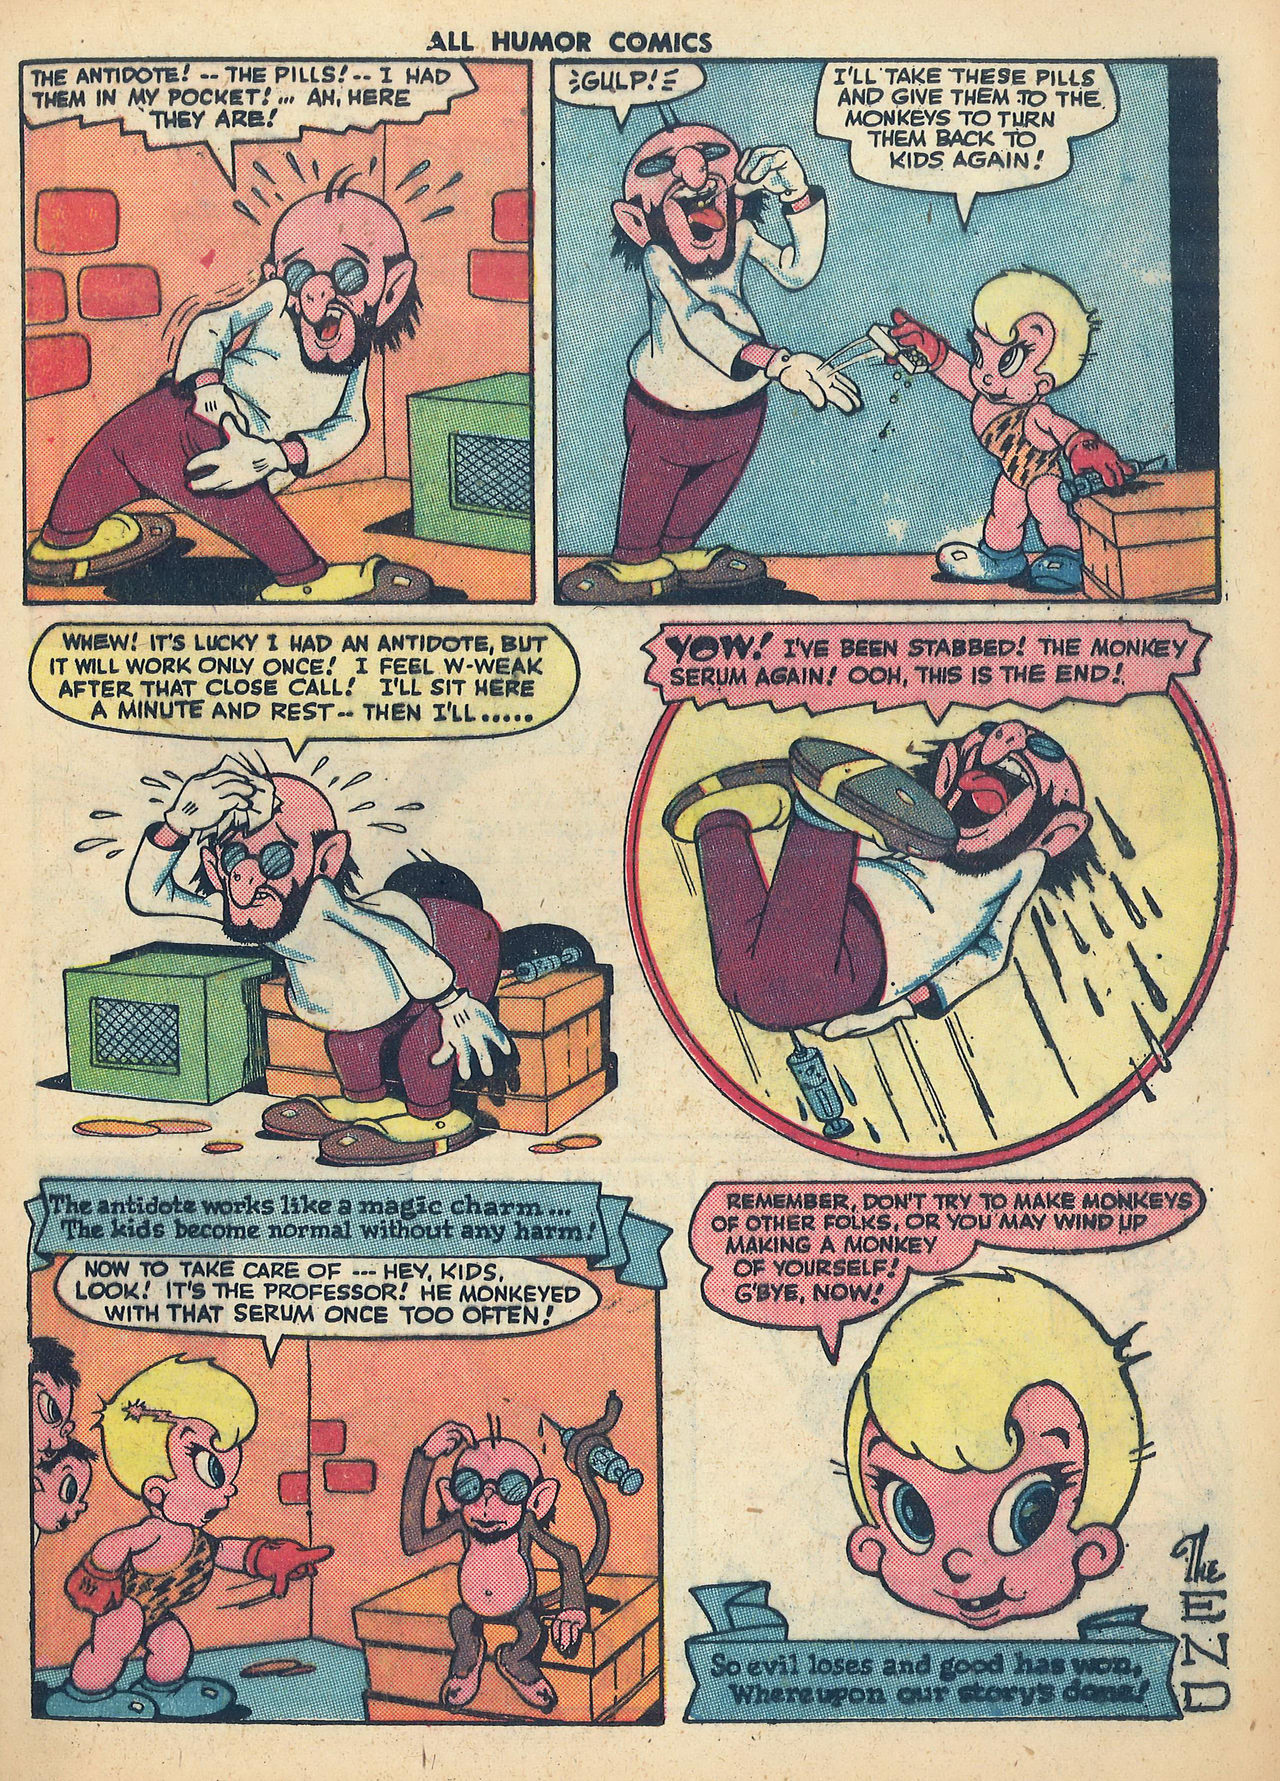 ALL HUMOR COMICS
THE ANTIDOTE! -- THE PILLS! -- I HAD
THEM IN MY POCKET!... AH, HERE
THEY ARE!
GULP!
I'LL TAKE THESE PILLS
AND GIVE THEM TO THE
MONKEYS TO TURN
THEM BACK TO
KIDS AGAIN!
WHEW! IT'S LUCKY I HAD AN ANTIDOTE, BUT
IT WILL WORK ONLY ONCE! I FEEL W-WEAK
AFTER THAT CLOSE CALL! I'LL SIT HERE
A MINUTE AND REST -- THEN I'LL.....
YOW! I'VE BEEN STABBED! THE MONKEY
SERUM AGAIN! OOH, THIS IS THE END!
The antidote works like a magic charm...
The kids become normal without any harm!
NOW TO TAKE CARE OF --- HEY, KIDS,
LOOK! IT'S THE PROFESSOR! HE MONKEYED
WITH THAT SERUM ONCE TOO OFTEN!
REMEMBER, DON'T TRY TO MAKE MONKEYS
OF OTHER FOLKS, OR YOU MAY WIND UP
MAKING A MONKEY
OF YOURSELF!
G'BYE, NOW!
So evil loses and good has won,
Whereupon our story's done!
The
END